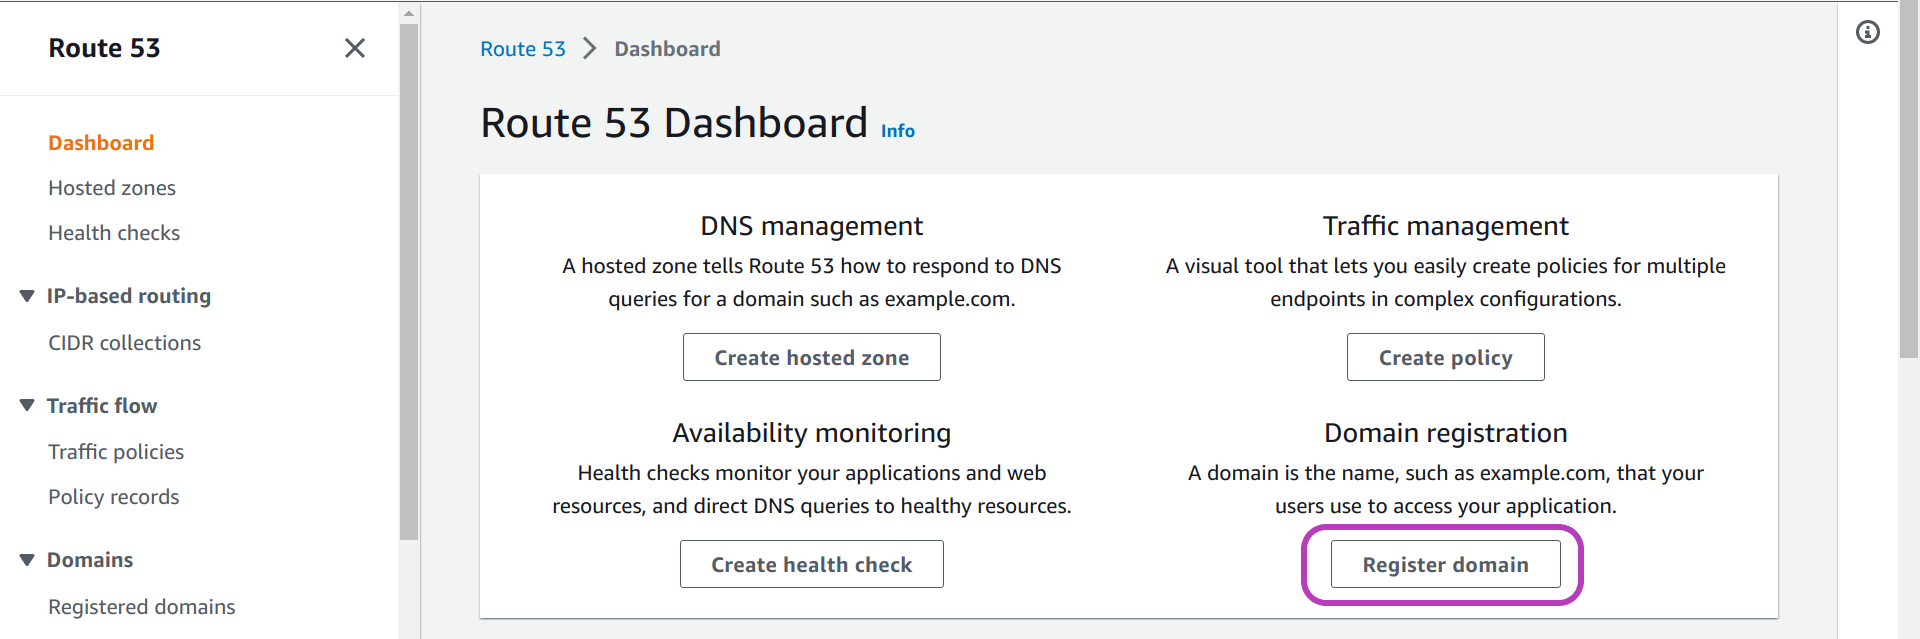 Route 53
Dashboard
Hosted zones
Health checks
IP-based routing
CIDR collections
Traffic flow
Traffic policies
Policy records
Domains
Registered domains
Route 53 Dashboard
Route 53 Dashboard Info
DNS management
A hosted zone tells Route 53 how to respond to DNS
queries for a domain such as example.com.
Create hosted zone
Traffic management
A visual tool that lets you easily create policies for multiple
endpoints in complex configurations.
Create policy
Availability monitoring
Health checks monitor your applications and web
resources, and direct DNS queries to healthy resources.
Create health check
Domain registration
A domain is the name, such as example.com, that your
users use to access your application.
Register domain